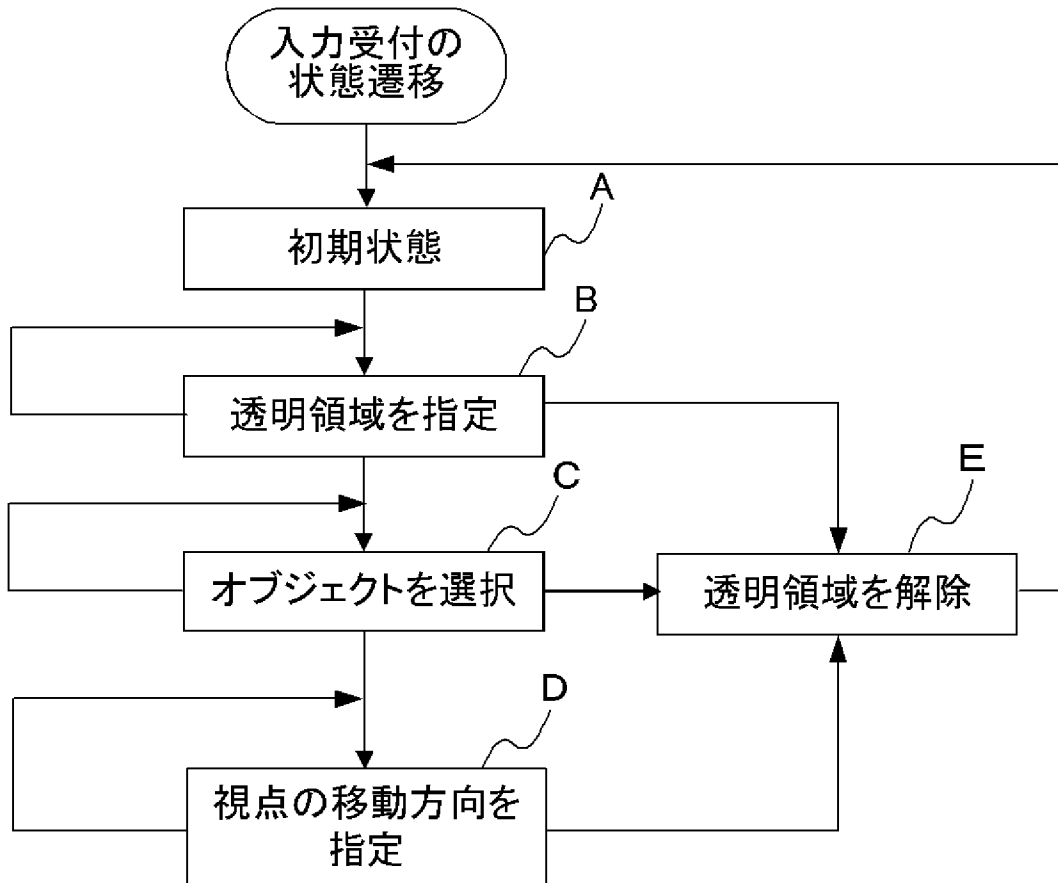 入力受付の
状態遷移
A
初期状態
B
透明領域を指定
C
オブジェクトを選択
E
透明領域を解除
D
視点の移動方向を
指定